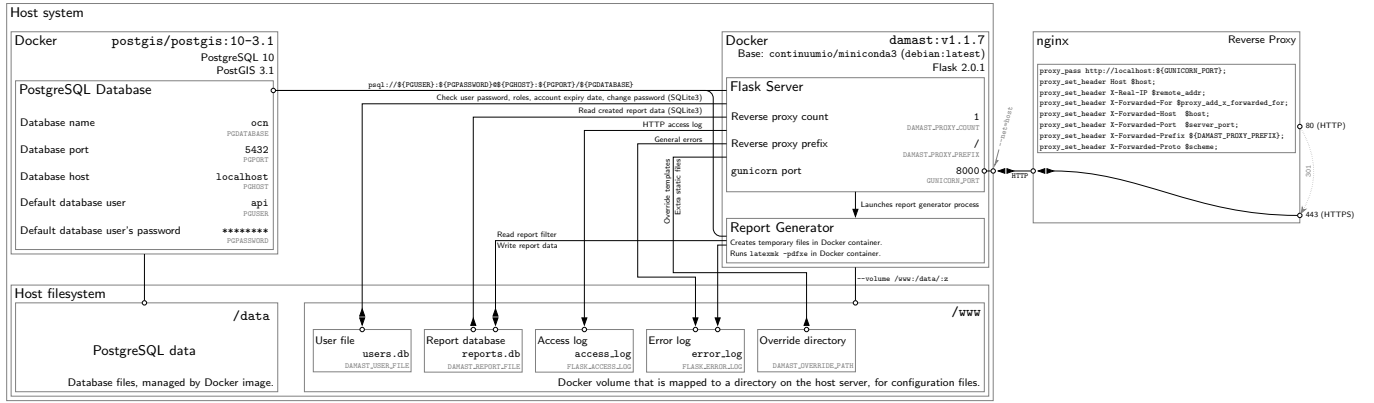 Host system
Docker
postgis/postgis:10-3.1
PostgreSQL 10
PostGIS 3.1
PostgreSQL Database
Database name
ocn
PGDATABASE
Database port
5432
PGPORT
Database host
localhost
PGHOST
Default database user
api
PGUSER
Default database user's password
********
PGPASSWORD
psql://${PGUSER}:${PGPASSWORD}@${PGHOST}:${PGPORT}/${PGDATABASE}
Check user password, roles, account expiry date, change password (SQLite3)
Read created report data (SQLite3)
HTTP access log
General errors
Override templates
Extra static files
Read report filter
Write report data
Docker
damast:v1.1.7
Base: continuumio/miniconda3 (debian:latest)
Flask 2.0.1
Flask Server
Reverse proxy count
1
DAMAST_PROXY_COUNT
Reverse proxy prefix
/
DAMAST_PROXY_PREFIX
gunicorn port
8000
GUNICORN_PORT
Launches report generator process
Report Generator
Creates temporary files in Docker container.
Runs latexmk -pdfxe in Docker container.
--volume /www:/data/:z
--net=host
HTTP
nginx
Reverse Proxy
proxy_pass http://localhost:${GUNICORN_PORT};
proxy_set_header Host $host;
proxy_set_header X-Real-IP $remote_addr;
proxy_set_header X-Forwarded-For $proxy_add_x_forwarded_for;
proxy_set_header X-Forwarded-Host  $host;
proxy_set_header X-Forwarded-Port  $server_port;
proxy_set_header X-Forwarded-Prefix ${DAMAST_PROXY_PREFIX};
proxy_set_header X-Forwarded-Proto $scheme;
80 (HTTP)
301
443 (HTTPS)
Host filesystem
/data
PostgreSQL data
Database files, managed by Docker image.
/www
User file
users.db
DAMAST_USER_FILE
Report database
reports.db
DAMAST_REPORT_FILE
Access log
access_log
FLASK_ACCESS_LOG
Error log
error_log
FLASK_ERROR_LOG
Override directory
DAMAST_OVERRIDE_PATH
Docker volume that is mapped to a directory on the host server, for configuration files.